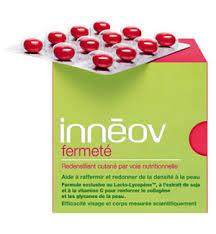 innēov
fermeté
Redensifiant cutané par voie nutritionnelle
Aide à raffermir et redonner de la densité à la peau
Formule exclusive au Lacto-Lycopène™, à l'extrait de soja
et à la vitamine C pour renforcer le collagène
et les glycanes de la peau.
Efficacité visage et corps mesurée scientifiquement